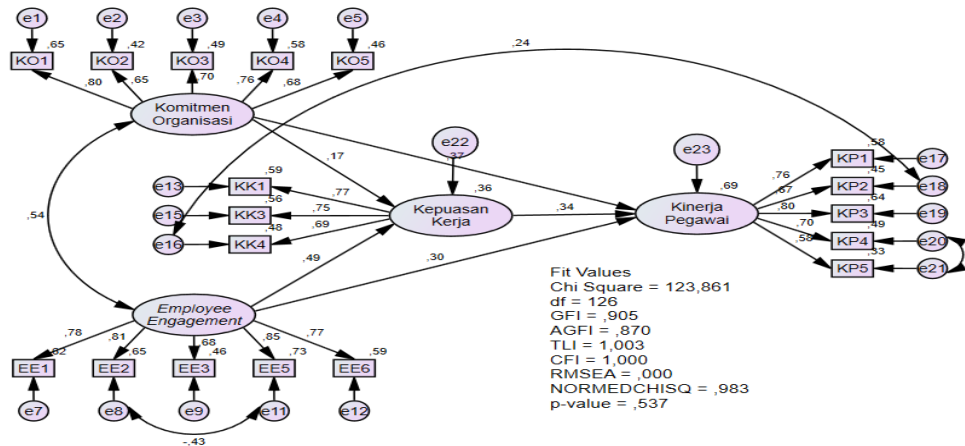 e1 e2 e3 e4 e5
,65 ,42 ,49 ,58 ,46
KO1 KO2 KO3 KO4 KO5
,80 ,65 ,70 ,76 ,68
,24
Komitmen
Organisasi
e22
e23
,17
,37
,58
KP1 e17
,76
,45
,67
KP2 e18
,59
e13 KK1
,77
,36
,69
,64
,80
KP3 e19
,54
,56
e15 KK3
,75
Kepuasan
Kerja
,34
Kinerja
Pegawai
,49
,70
KP4 e20
,48
e16 KK4
,69
,33
,58
KP5 e21
,49
,30
Employee
Engagement
Fit Values
Chi Square = 123,861
df = 126
GFI = ,905
AGFI = ,870
TLI = 1,003
CFI = 1,000
RMSEA = ,000
NORMEDCHISQ = ,983
p-value = ,537
,78 ,81 ,68 ,85 ,77
,65 ,46 ,73 ,59
EE1 EE2 EE3 EE5 EE6
e7 e8 e9 e11 e12
-,43